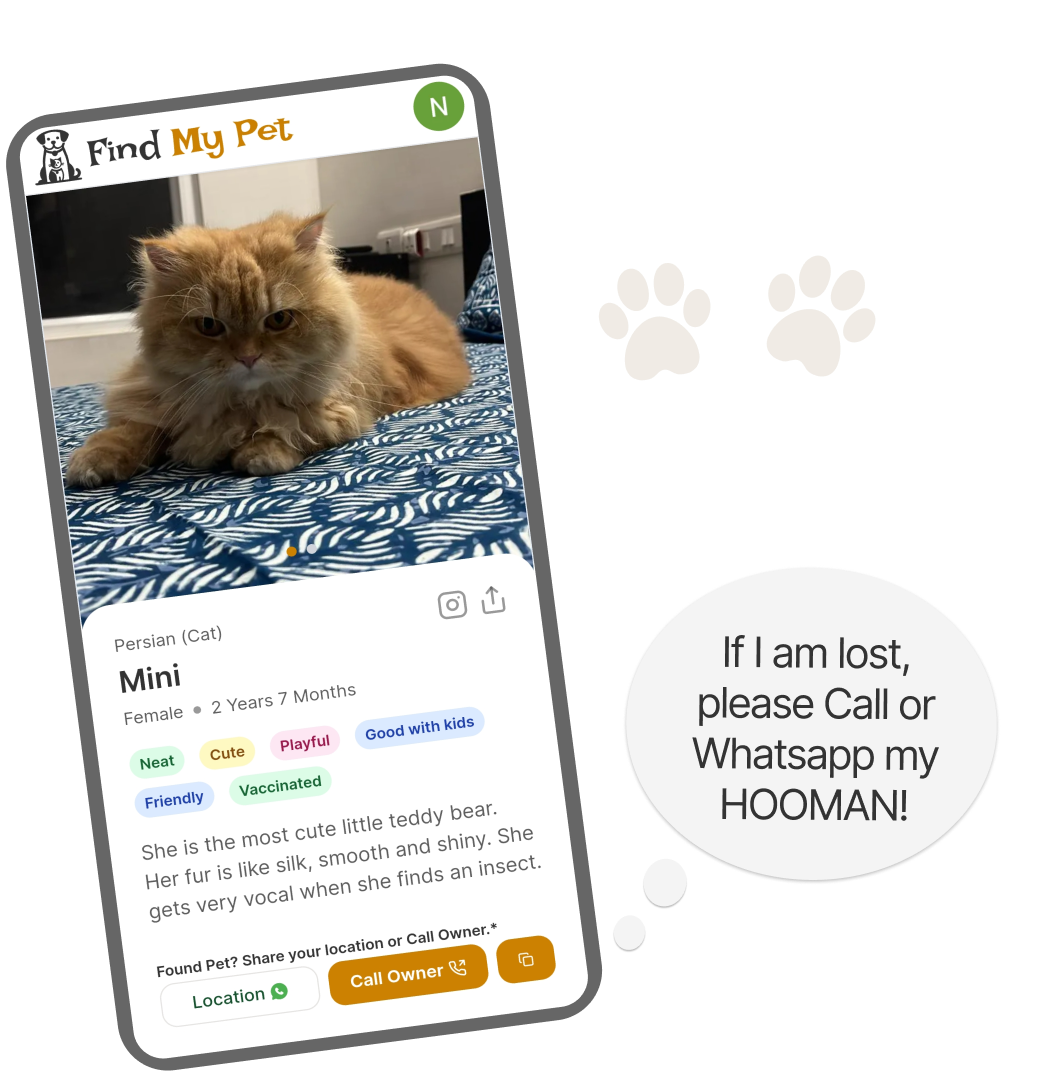 Find My Pet
N
Persian (Cat)
Mini
Female • 2 Years 7 Months
Neat Cute Playful Good with kids
Friendly Vaccinated
She is the most cute little teddy bear.
Her fur is like silk, smooth and shiny. She
gets very vocal when she finds an insect.
Found Pet? Share your location or Call Owner.*
Location Call Owner
If I am lost,
please Call or
Whatsapp my
HOOMAN!